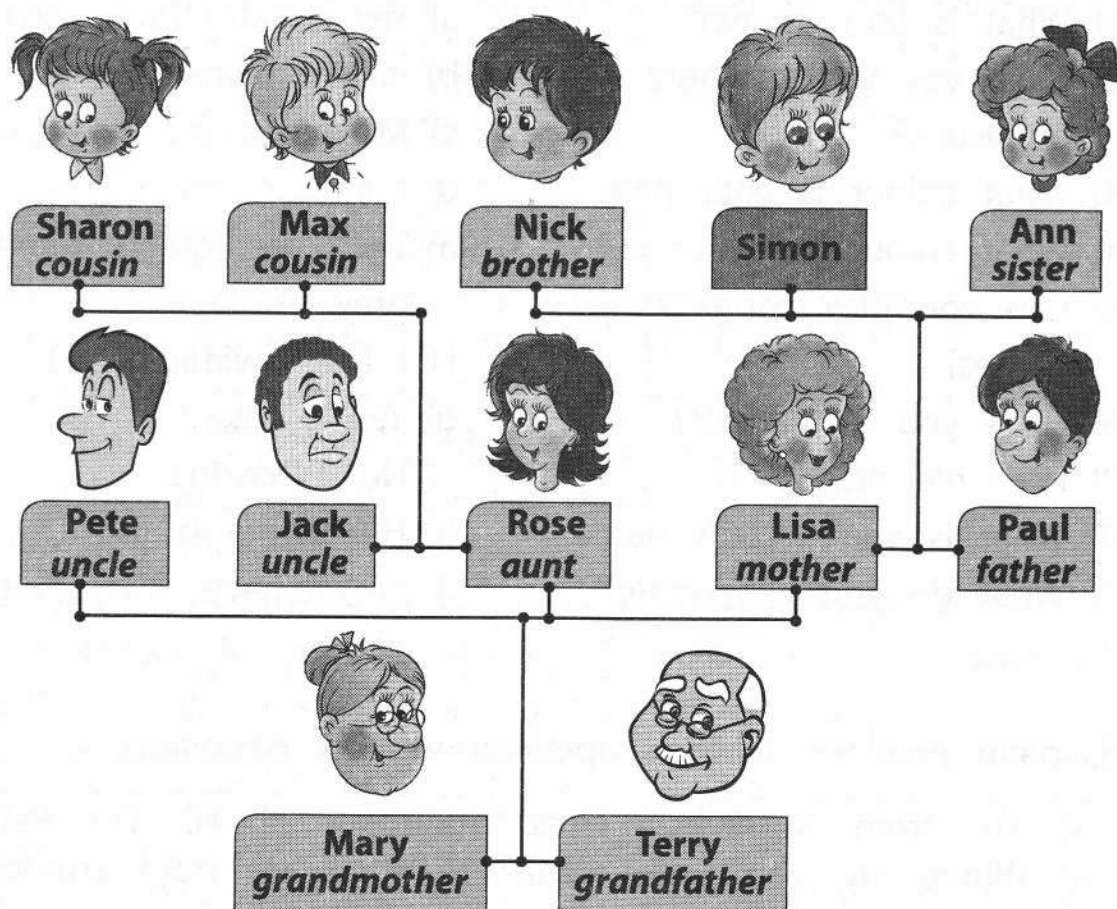 Sharon
cousin
Max
cousin
Nick
brother
Simon
Ann
sister
Pete
uncle
Jack
uncle
Rose
aunt
Lisa
mother
Paul
father
Mary
grandmother
Terry
grandfather